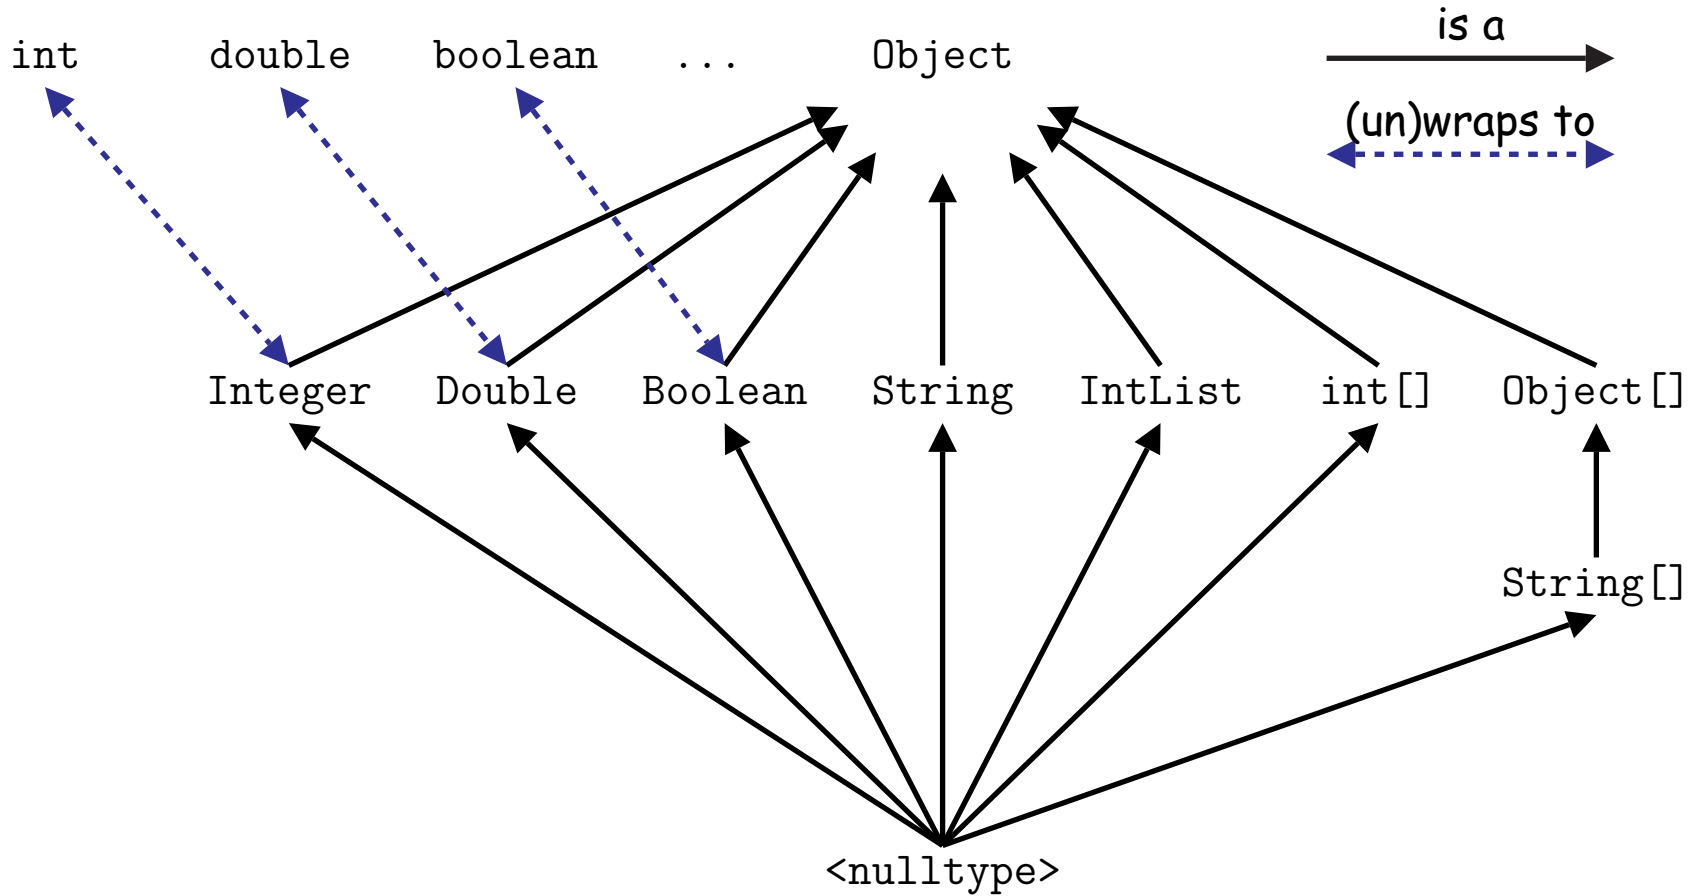 int double boolean ... Object
is a
(un)wraps to
Integer Double Boolean String IntList int[] Object[]
String[]
<nulltype>